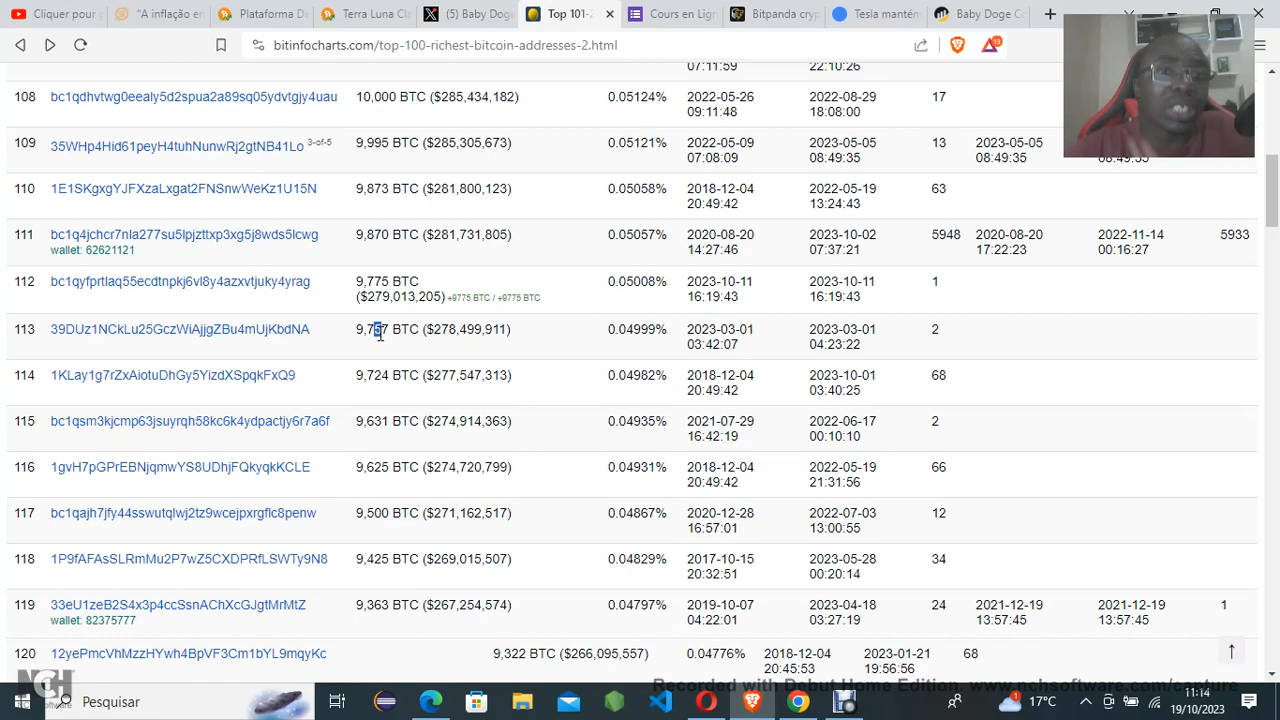 Cliquer pour g
"A inflação en
Plataforma De
Terra Luna Cla
(5) Baby Doge
Top 101-2
Cours en Lign
Bitpanda cryp
Tesla mantém
Baby Doge C
bitinfocharts.com/top-100-richest-bitcoin-addresses-2.html
07:11:59 22:10:26
108 bc1qdhvtwg0eealy5d2spua2a89sq05ydvtgjy4uau 10,000 BTC ($285,434,182) 0.05124% 2022-05-26 2022-08-29 17
09:11:48 18:08:00
109 35WHp4Hid61peyH4tuhNunwRj2gtNB41Lo 3-of-5 9,995 BTC ($285,305,673) 0.05121% 2022-05-09 2023-05-05 13 2023-05-05
07:08:09 08:49:35 08:49:35 08:49:35
110 1E1SKgxgYJFXzaLxgat2FNSnwWeKz1U15N 9,873 BTC ($281,800,123) 0.05058% 2018-12-04 2022-05-19 63
20:49:42 13:24:43
111 bc1q4jchcr7nla277su5lpjzttxp3xg5j8wds5lcwg 9,870 BTC ($281,731,805) 0.05057% 2020-08-20 2023-10-02 5948 2020-08-20 2022-11-14 5933
wallet: 62621121 14:27:46 07:37:21 17:22:23 00:16:27
112 bc1qyfprtlaq55ecdtnpkj6vl8y4azxvtjuky4yrag 9,775 BTC 0.05008% 2023-10-11 2023-10-11 1
($279,013,205) +9775 BTC / +9775 BTC 16:19:43 16:19:43
113 39DUz1NCkLu25GczWiAjjgZBu4mUjKbdNA 9,757 BTC ($278,499,911) 0.04999% 2023-03-01 2023-03-01 2
03:42:07 04:23:22
114 1KLay1g7rZxAiotuDhGy5YizdXSpqkFxQ9 9,724 BTC ($277,547,313) 0.04982% 2018-12-04 2023-10-01 68
20:49:42 03:40:25
115 bc1qsm3kjcmp63jsuyrqh58kc6k4ydpactjy6r7a6f 9,631 BTC ($274,914,363) 0.04935% 2021-07-29 2022-06-17 2
16:42:19 00:10:10
116 1gvH7pGPrEBNjqmwYS8UDhjFQkyqkKCLE 9,625 BTC ($274,720,799) 0.04931% 2018-12-04 2022-05-19 66
20:49:42 21:31:56
117 bc1qajh7jfy44sswutqlwj2tz9wcejpxrgflc8penw 9,500 BTC ($271,162,517) 0.04867% 2020-12-28 2022-07-03 12
16:57:01 13:00:55
118 1P9fAFAsSLRmMu2P7wZ5CXDPRfLSWTy9N8 9,425 BTC ($269,015,507) 0.04829% 2017-10-15 2023-05-28 34
20:32:51 00:20:14
119 33eU1zeB2S4x3p4ccSsnAChXcGJgtMrMtZ 9,363 BTC ($267,254,574) 0.04797% 2019-10-07 2023-04-18 24 2021-12-19 2021-12-19 1
wallet: 82375777 04:22:01 03:27:19 13:57:45 13:57:45
120 12yePmcVhMzzHYwh4BpVF3Cm1bYL9mqyKc 9,322 BTC ($266,095,557) 0.04776% 2018-12-04 2023-01-21 68
20:45:53 19:56:56
NCH
Software
Recorded with Debut Home Edition. www.nchsoftware.com/capture
Pesquisar
17°C
11:14
19/10/2023